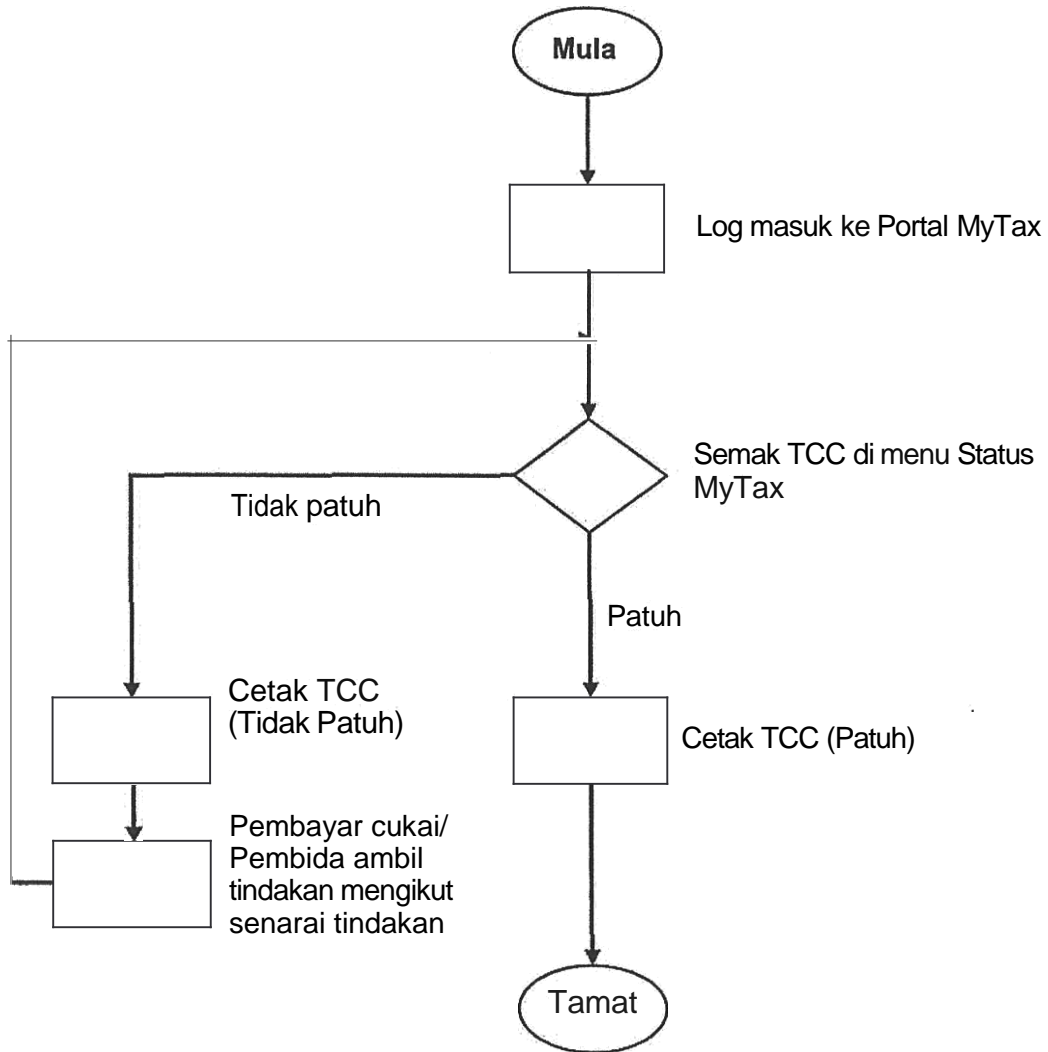 Mula
Log masuk ke Portal MyTax
Semak TCC di menu Status
MyTax
Tidak patuh
Patuh
Cetak TCC
(Tidak Patuh)
Cetak TCC (Patuh)
Pembayar cukai/
Pembida ambil
tindakan mengikut
senarai tindakan
Tamat